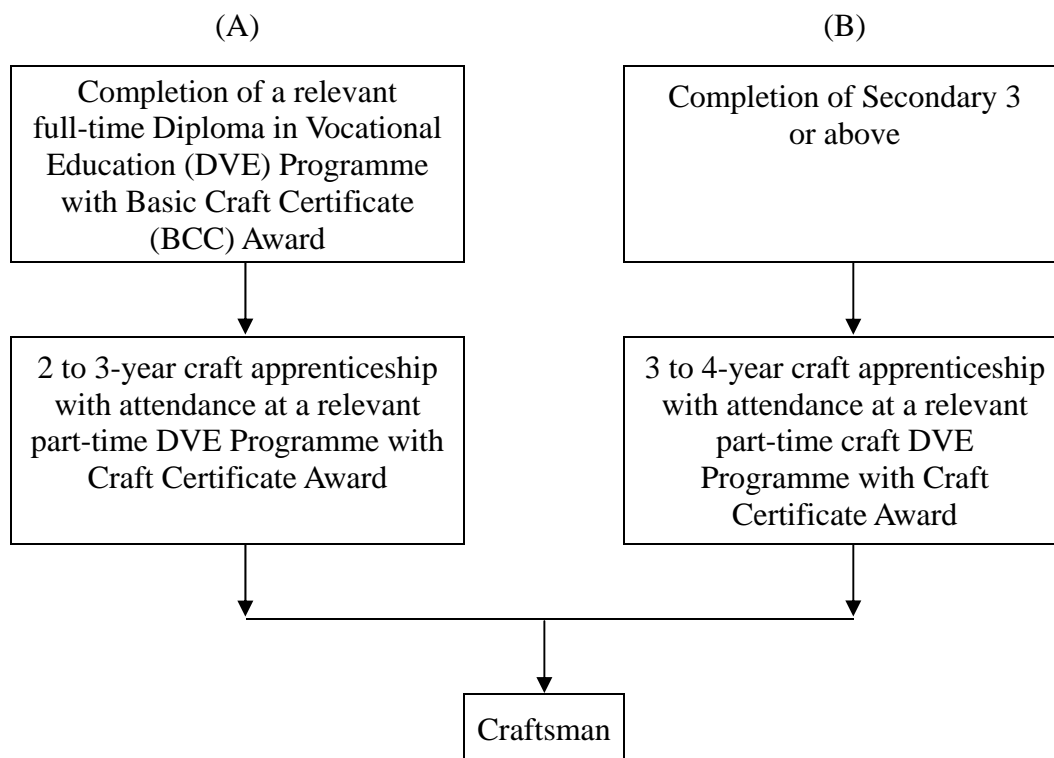 (A)
Completion of a relevant
full-time Diploma in Vocational
Education (DVE) Programme
with Basic Craft Certificate
(BCC) Award
2 to 3-year craft apprenticeship
with attendance at a relevant
part-time DVE Programme with
Craft Certificate Award
(B)
Completion of Secondary 3
or above
3 to 4-year craft apprenticeship
with attendance at a relevant
part-time craft DVE
Programme with Craft
Certificate Award
Craftsman